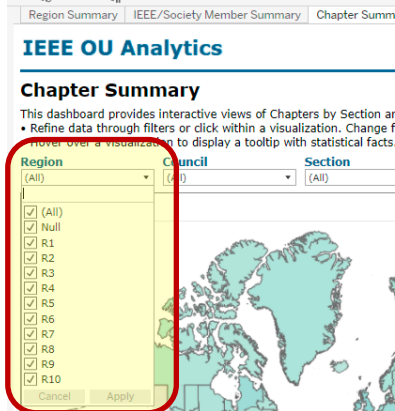 Region Summary IEEE/Society Member Summary Chapter Summ
IEEE OU Analytics
Chapter Summary
This dashboard provides interactive views of Chapters by Section an
• Refine data through filters or click within a visualization. Change f
Hover over a visualization to display a tooltip with statistical facts.
Region Council Section
(All) (All) (All)
(All)
Null
R1
R2
R3
R4
R5
R6
R7
R8
R9
R10
Cancel Apply